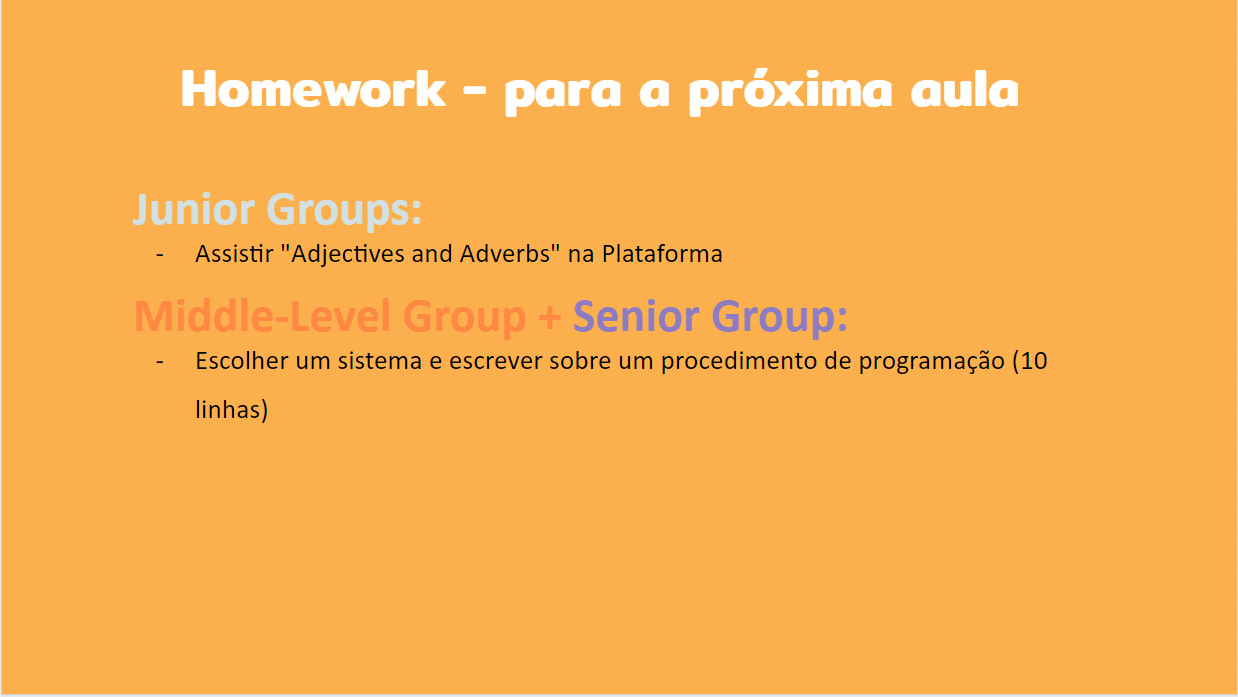 Homework - para a próxima aula
Junior Groups:
- Assistir "Adjectives and Adverbs" na Plataforma
Middle-Level Group + Senior Group:
- Escolher um sistema e escrever sobre um procedimento de programação (10
linhas)